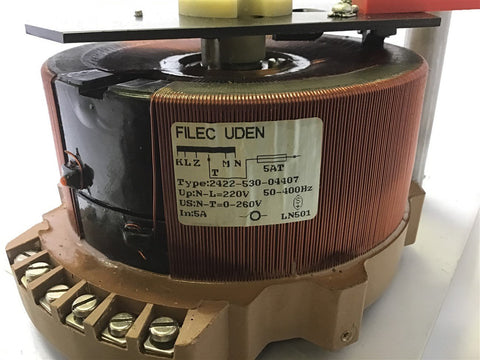 FILEC UDEN
KLZ M N
T 5AT
Type:2422-530-04407
Up:N-L=220V 50-400Hz
US:N-T=0-260V
In:5A LN501